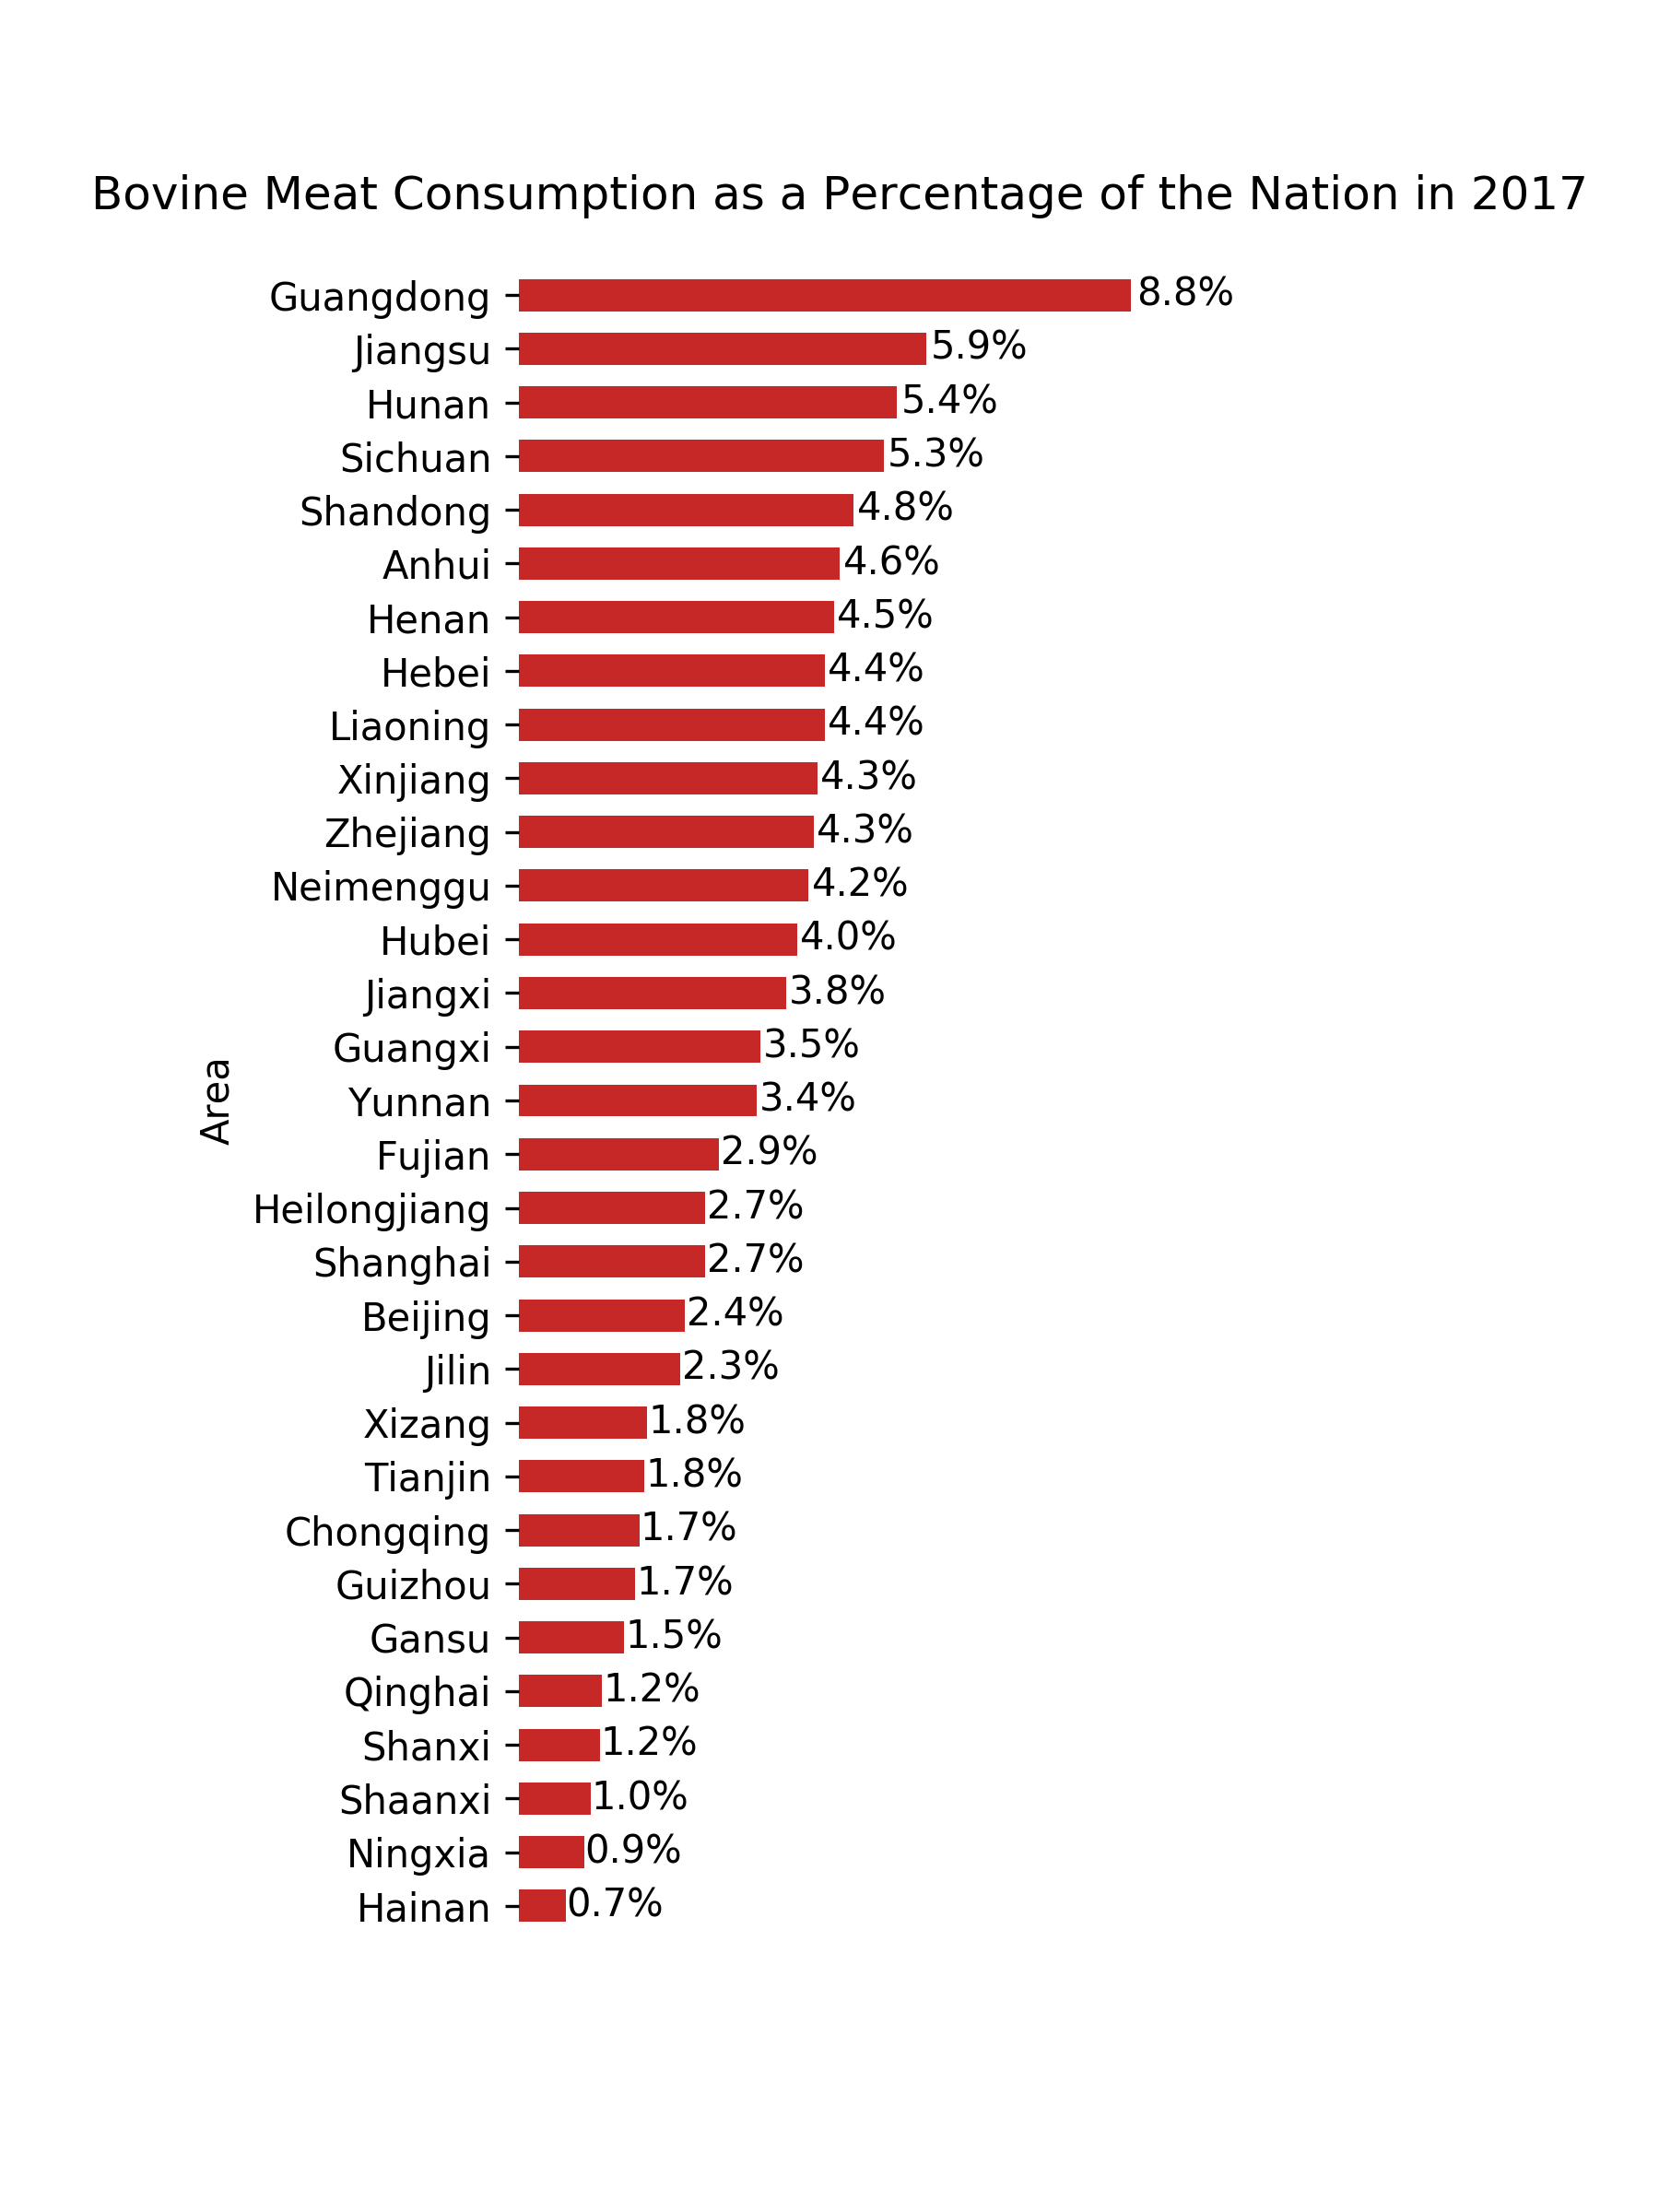 Bovine Meat Consumption as a Percentage of the Nation in 2017
Guangdong 8.8%
Jiangsu 5.9%
Hunan 5.4%
Sichuan 5.3%
Shandong 4.8%
Anhui 4.6%
Henan 4.5%
Hebei 4.4%
Liaoning 4.4%
Xinjiang 4.3%
Zhejiang 4.3%
Neimenggu 4.2%
Hubei 4.0%
Jiangxi 3.8%
Guangxi 3.5%
Yunnan 3.4%
Fujian 2.9%
Heilongjiang 2.7%
Shanghai 2.7%
Beijing 2.4%
Jilin 2.3%
Xizang 1.8%
Tianjin 1.8%
Chongqing 1.7%
Guizhou 1.7%
Gansu 1.5%
Qinghai 1.2%
Shanxi 1.2%
Shaanxi 1.0%
Ningxia 0.9%
Hainan 0.7%
Area